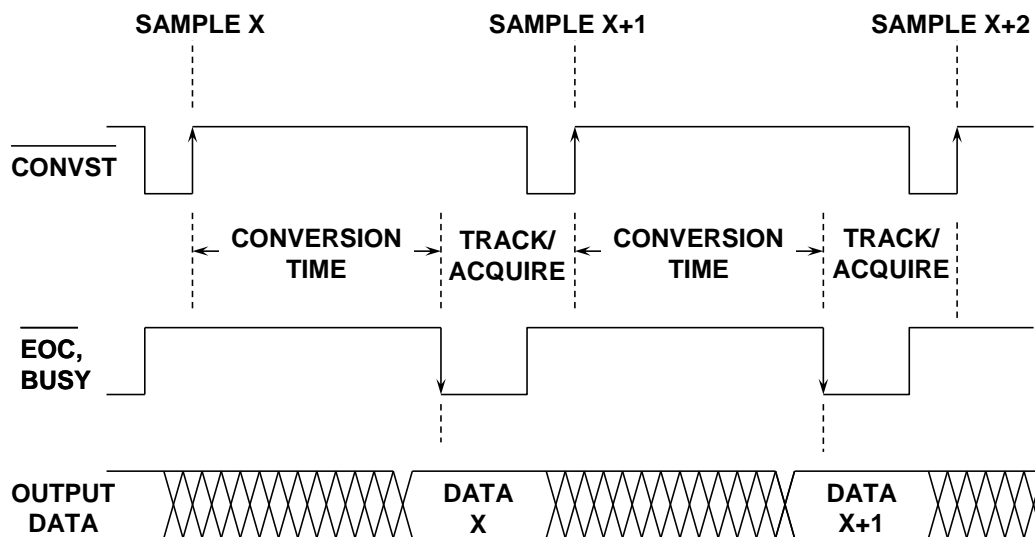 SAMPLE X
SAMPLE X+1
SAMPLE X+2
CONVST
CONVERSION
TIME
TRACK/
ACQUIRE
CONVERSION
TIME
TRACK/
ACQUIRE
EOC,
BUSY
OUTPUT
DATA
DATA
X
DATA
X+1